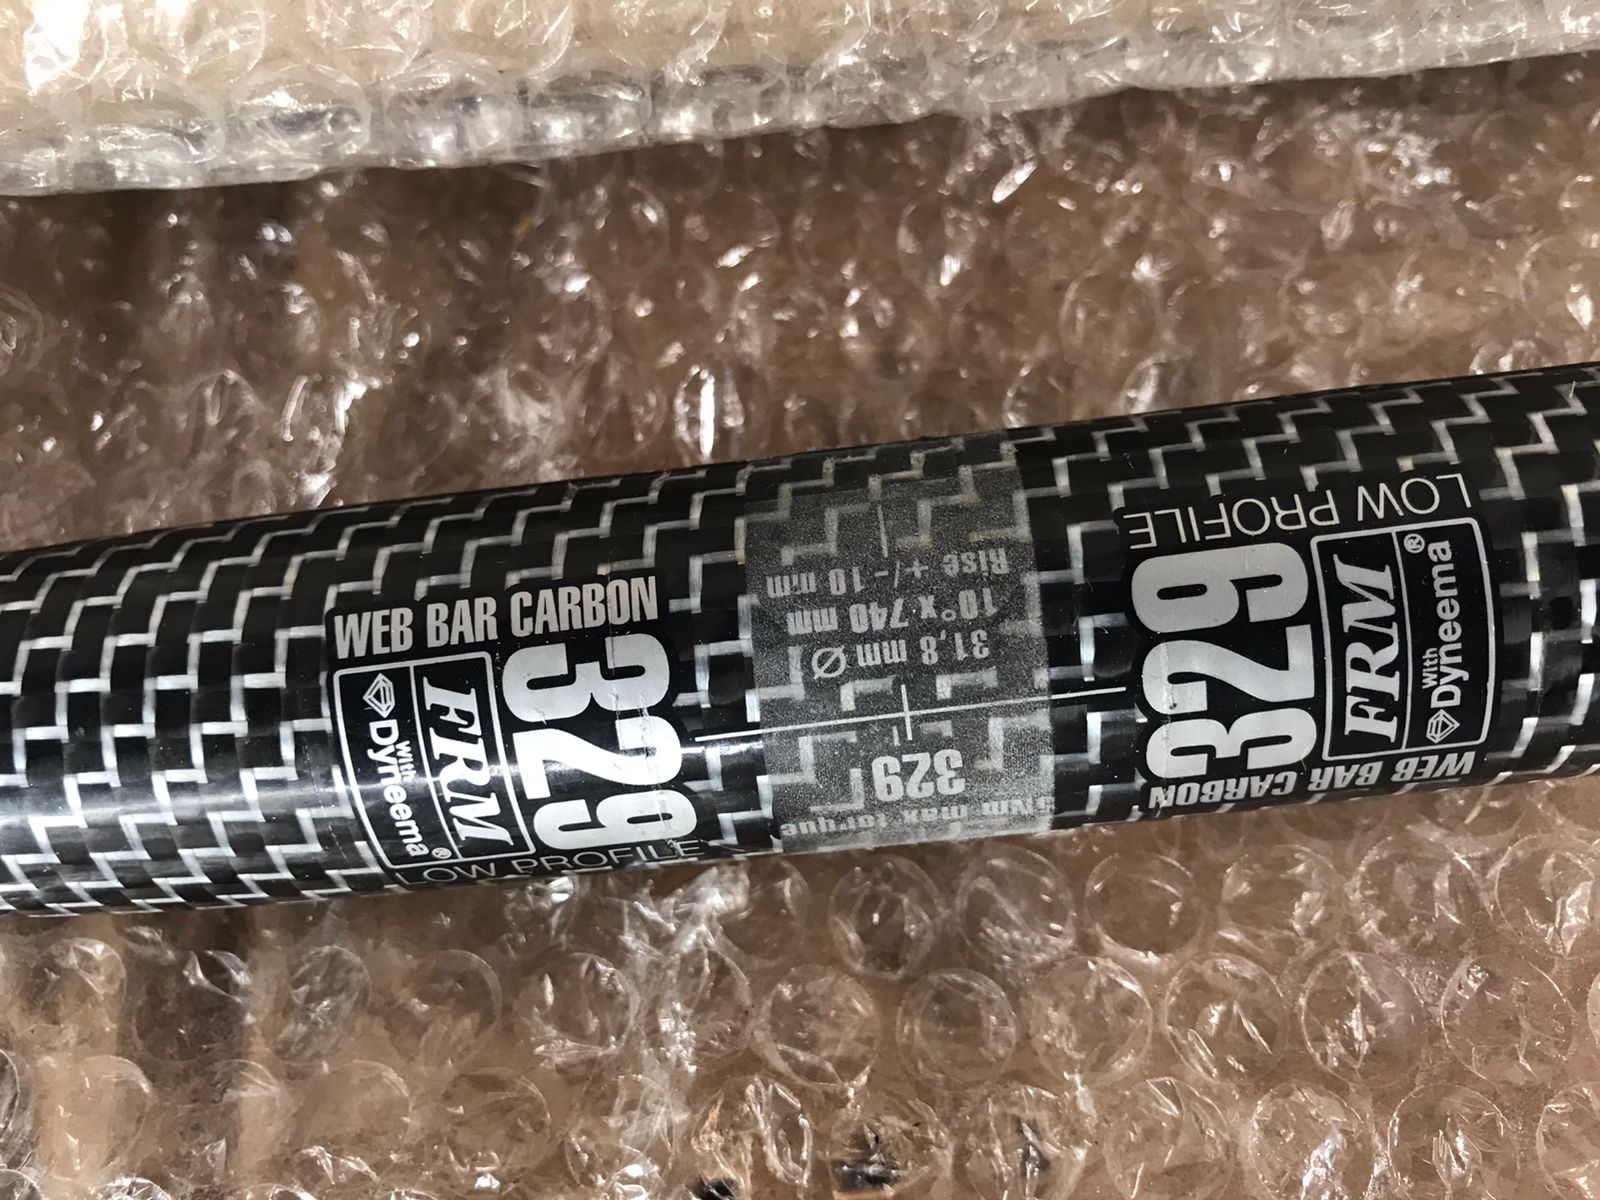 WEB BAR CARBON
329
FRM®
with
Dyneema
LOW PROFILE
5Nm max torque
329
31,8 mm Ø
10° x 740 mm
Rise +/- 10 mm
WEB BAR CARBON
329
FRM®
with
Dyneema
LOW PROFILE